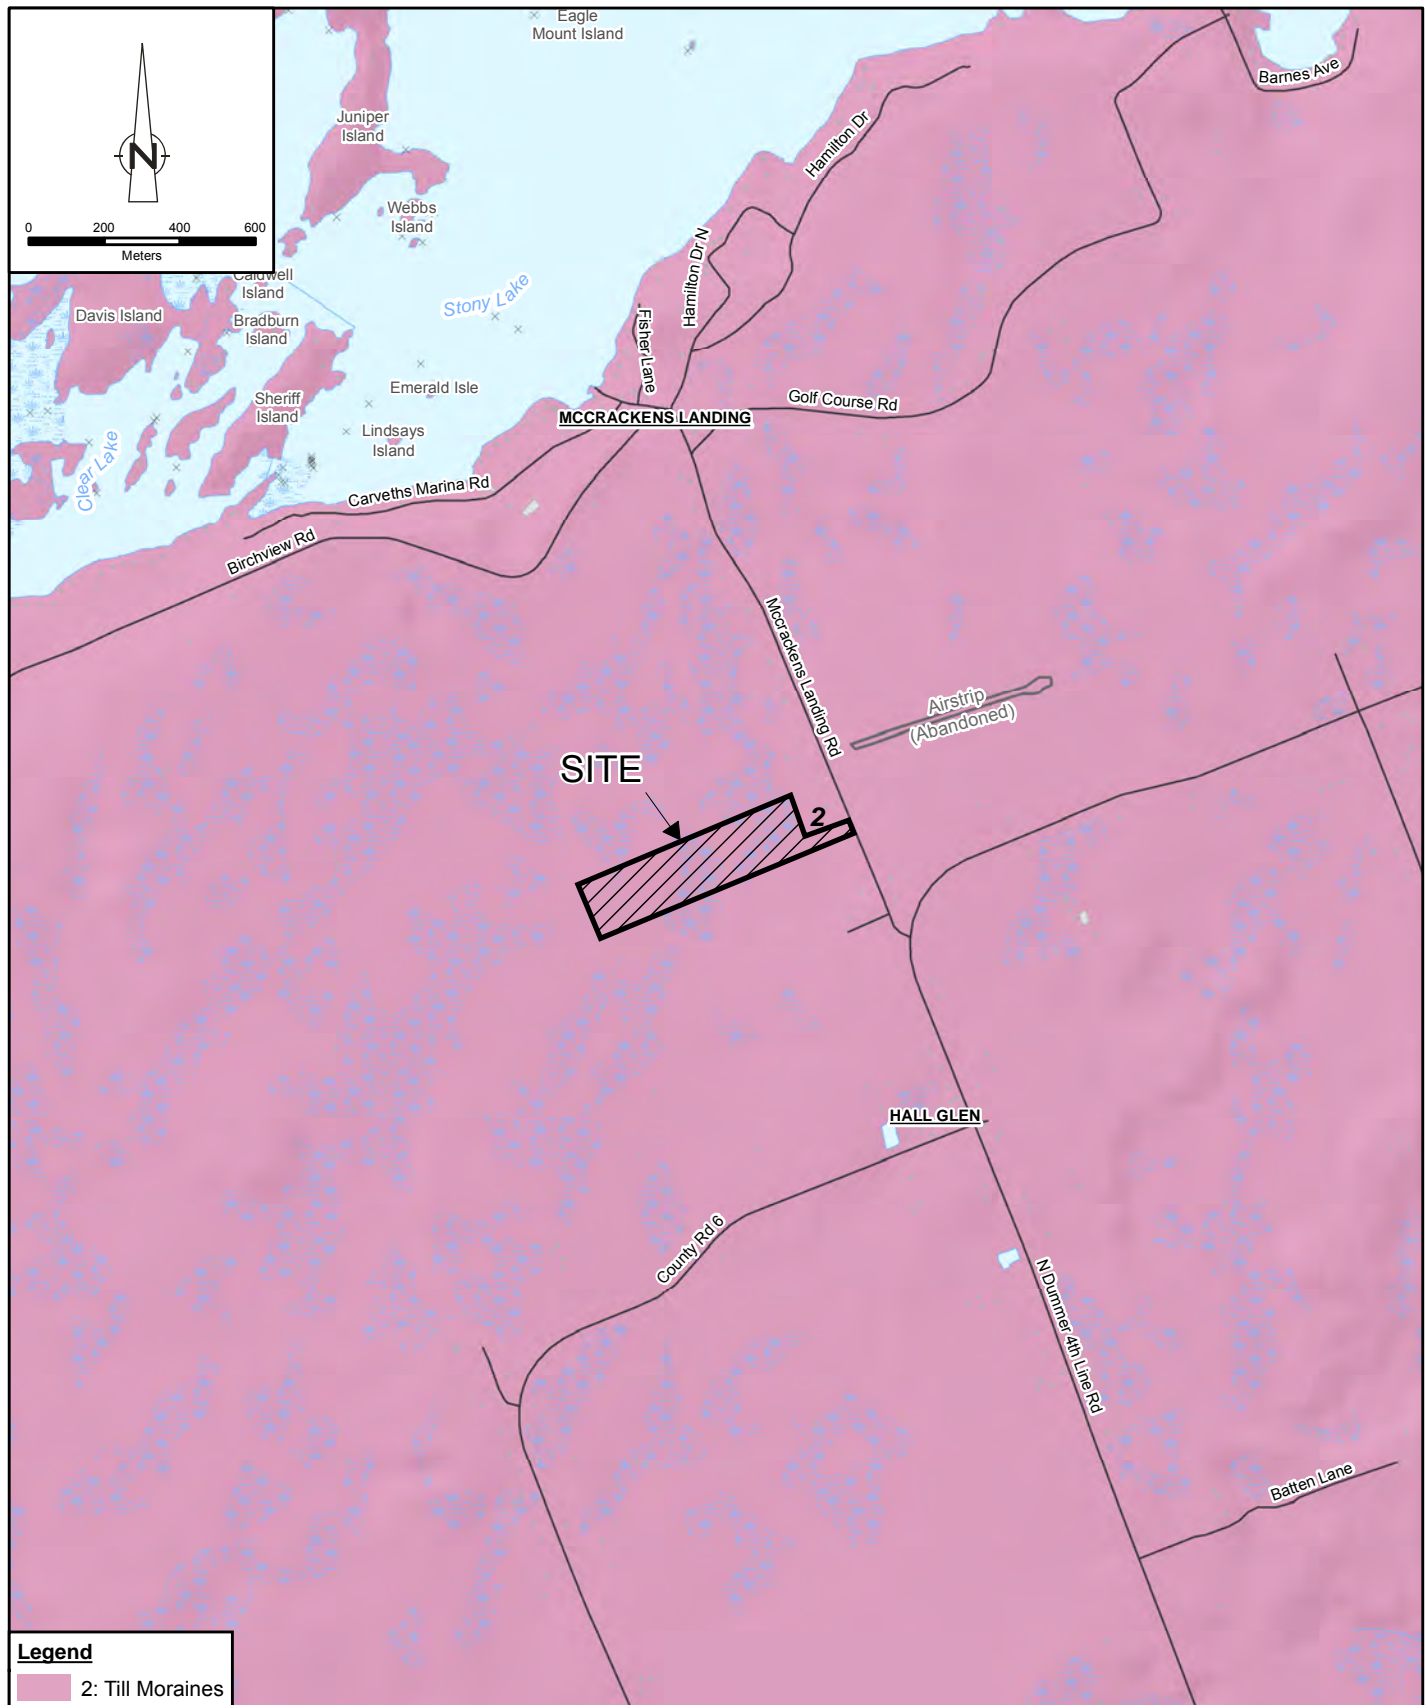 Eagle
Mount Island
Barnes Ave
N
0 200 400 600
Meters
Juniper
Island
Hamilton Dr
Webbs
Island
Hamilton Dr N
Caldwell
Island
Stony Lake
Davis Island
Bradburn
Island
Fisher Lane
Emerald Isle
Sheriff
Island
Golf Course Rd
MCCRACKENS LANDING
Lindsays
Island
Clear Lake
Carveths Marina Rd
Birchview Rd
Mccrackens Landing Rd
Airstrip
(Abandoned)
SITE
2
HALL GLEN
County Rd 6
N Dummer 4th Line Rd
Batten Lane
Legend
2: Till Moraines